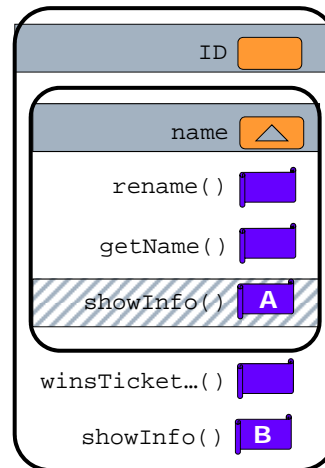 ID
name
rename()
getName()
showInfo() A
winsTicket…()
showInfo() B